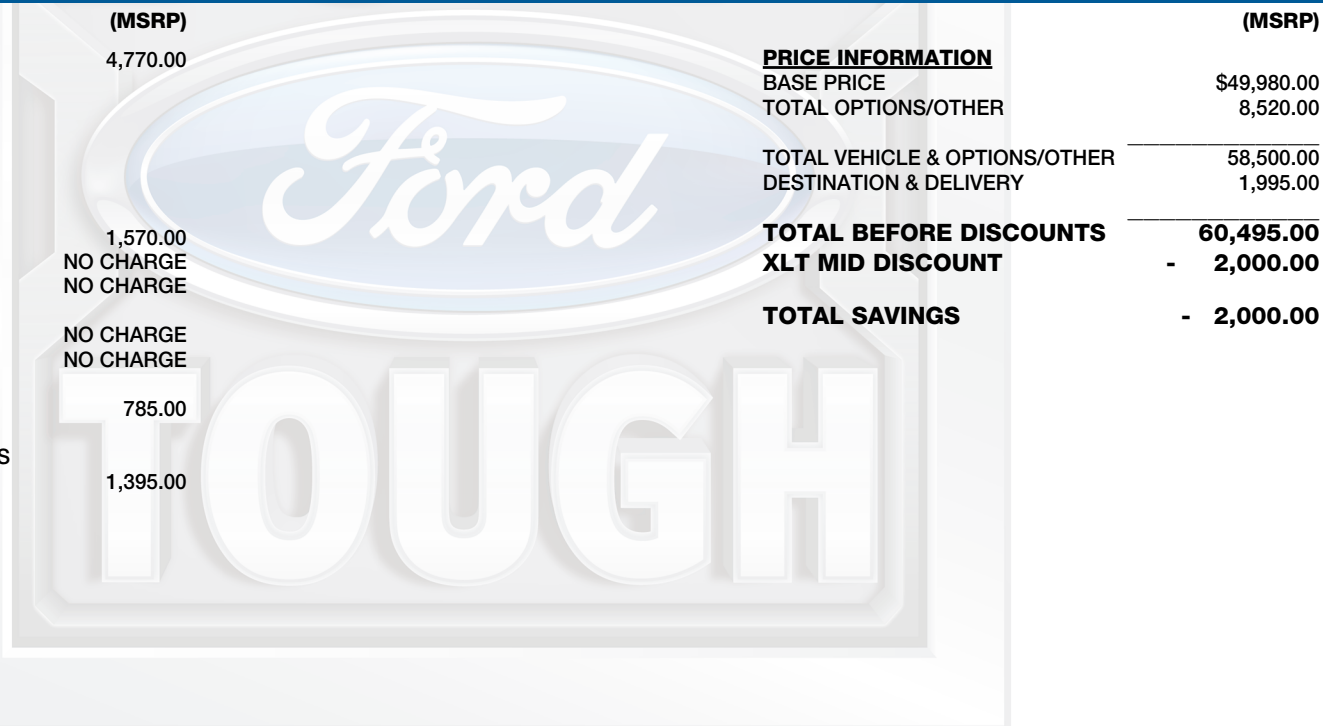 (MSRP)
4,770.00
1,570.00
NO CHARGE
NO CHARGE
NO CHARGE
NO CHARGE
785.00
S
1,395.00
(MSRP)
PRICE INFORMATION
BASE PRICE $49,980.00
TOTAL OPTIONS/OTHER 8,520.00
TOTAL VEHICLE & OPTIONS/OTHER 58,500.00
DESTINATION & DELIVERY 1,995.00
TOTAL BEFORE DISCOUNTS 60,495.00
XLT MID DISCOUNT - 2,000.00
TOTAL SAVINGS - 2,000.00
Ford
TOUGH